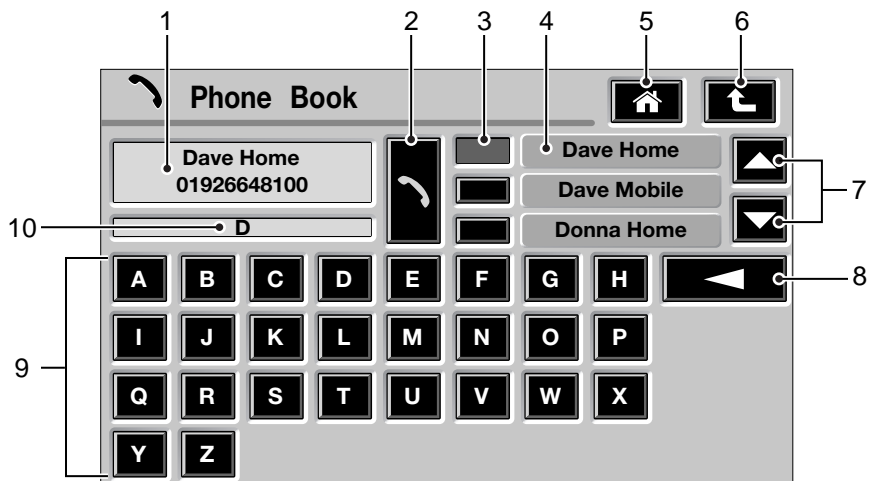 1 2 3 4 5 6
Phone Book
Dave Home
01926648100
Dave Home
Dave Mobile
Donna Home
7
10
D
A B C D E F G H
8
I J K L M N O P
9
Q R S T U V W X
Y Z